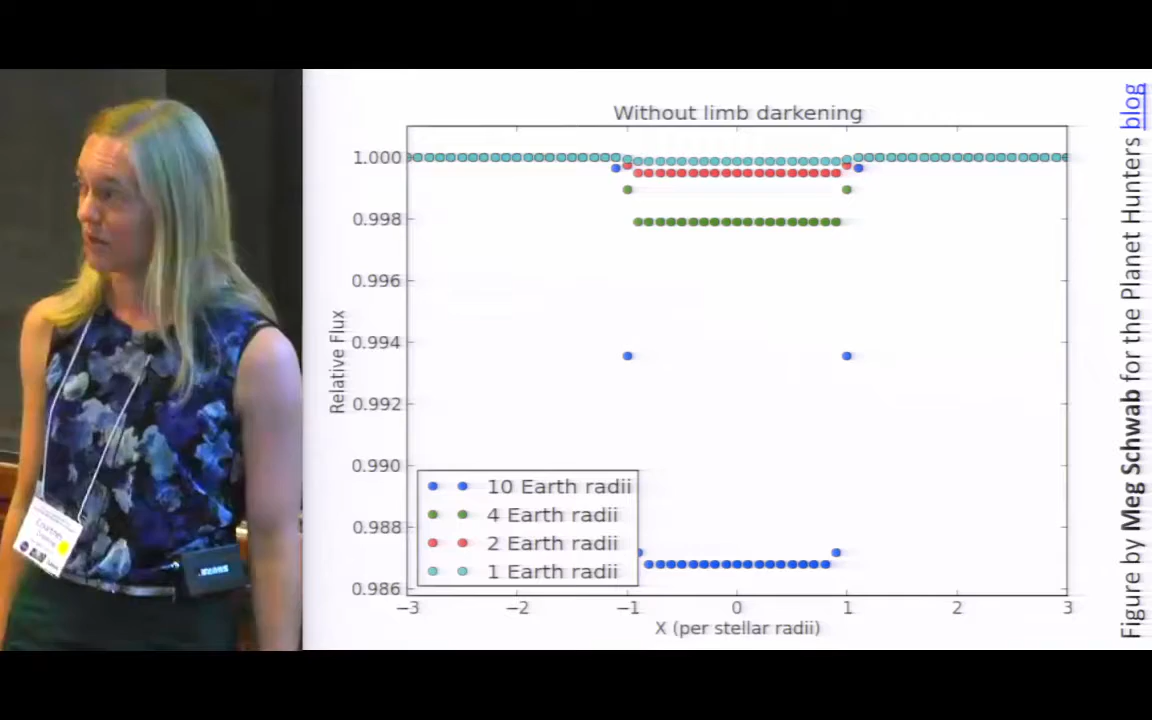 Without limb darkening
1.000
0.998
0.996
0.994
0.992
0.990
0.988
0.986
Relative Flux
10 Earth radii
4 Earth radii
2 Earth radii
1 Earth radii
−3
−2
−1
0
1
2
3
X (per stellar radii)
Figure by Meg Schwab for the Planet Hunters blog
Courtney
SHURE